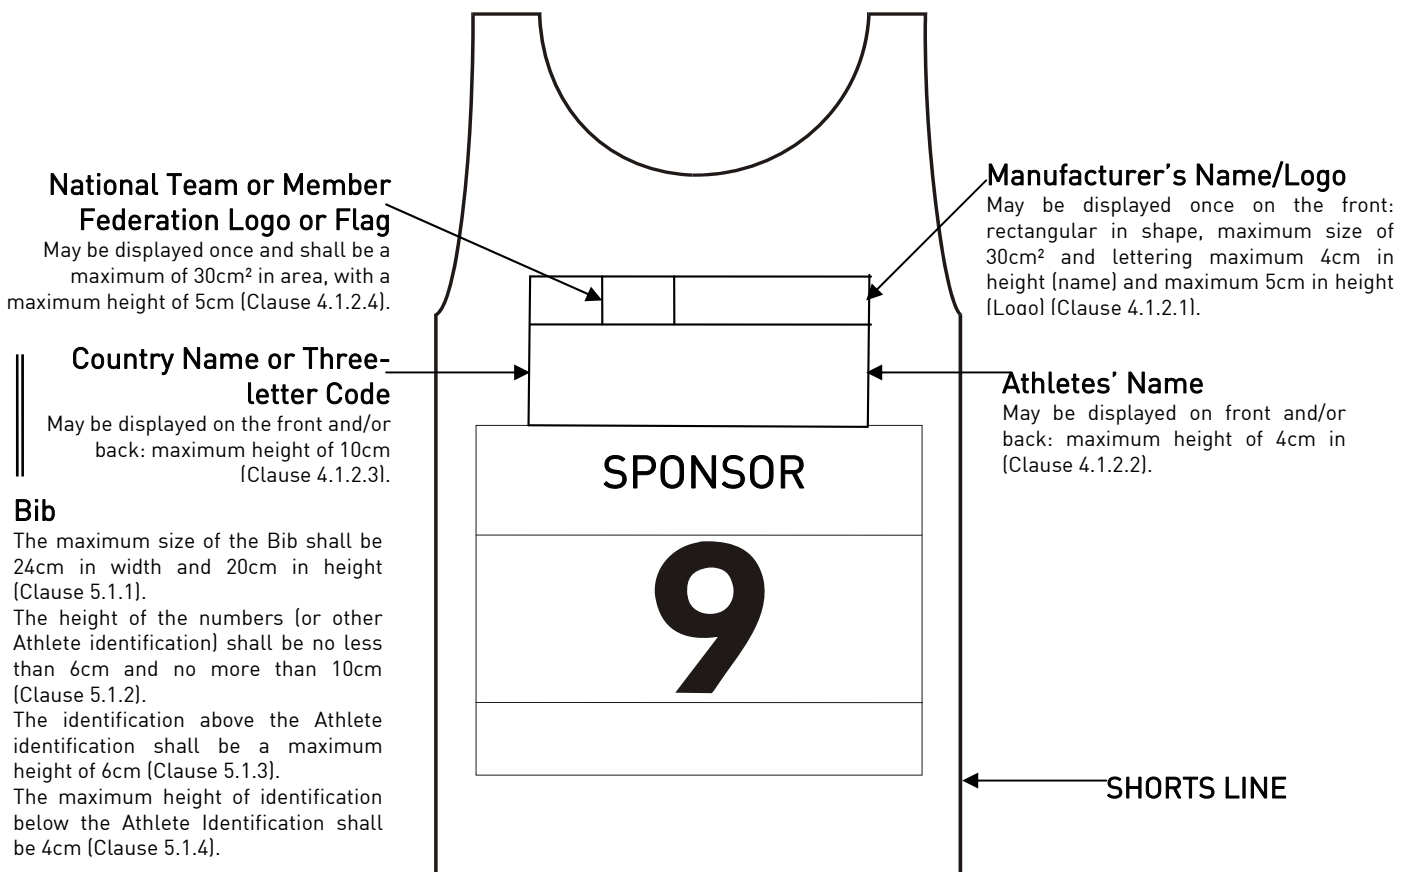 National Team or Member
Federation Logo or Flag
May be displayed once and shall be a
maximum of 30cm² in area, with a
maximum height of 5cm (Clause 4.1.2.4).
Manufacturer's Name/Logo
May be displayed once on the front:
rectangular in shape, maximum size of
30cm² and lettering maximum 4cm in
height (name) and maximum 5cm in height
(Logo) (Clause 4.1.2.1).
Country Name or Three-
letter Code
May be displayed on the front and/or
back: maximum height of 10cm
(Clause 4.1.2.3).
Athletes' Name
May be displayed on front and/or
back: maximum height of 4cm in
(Clause 4.1.2.2).
SPONSOR
9
Bib
The maximum size of the Bib shall be
24cm in width and 20cm in height
(Clause 5.1.1).
The height of the numbers (or other
Athlete identification) shall be no less
than 6cm and no more than 10cm
(Clause 5.1.2).
The identification above the Athlete
identification shall be a maximum
height of 6cm (Clause 5.1.3).
The maximum height of identification
below the Athlete Identification shall
be 4cm (Clause 5.1.4).
SHORTS LINE